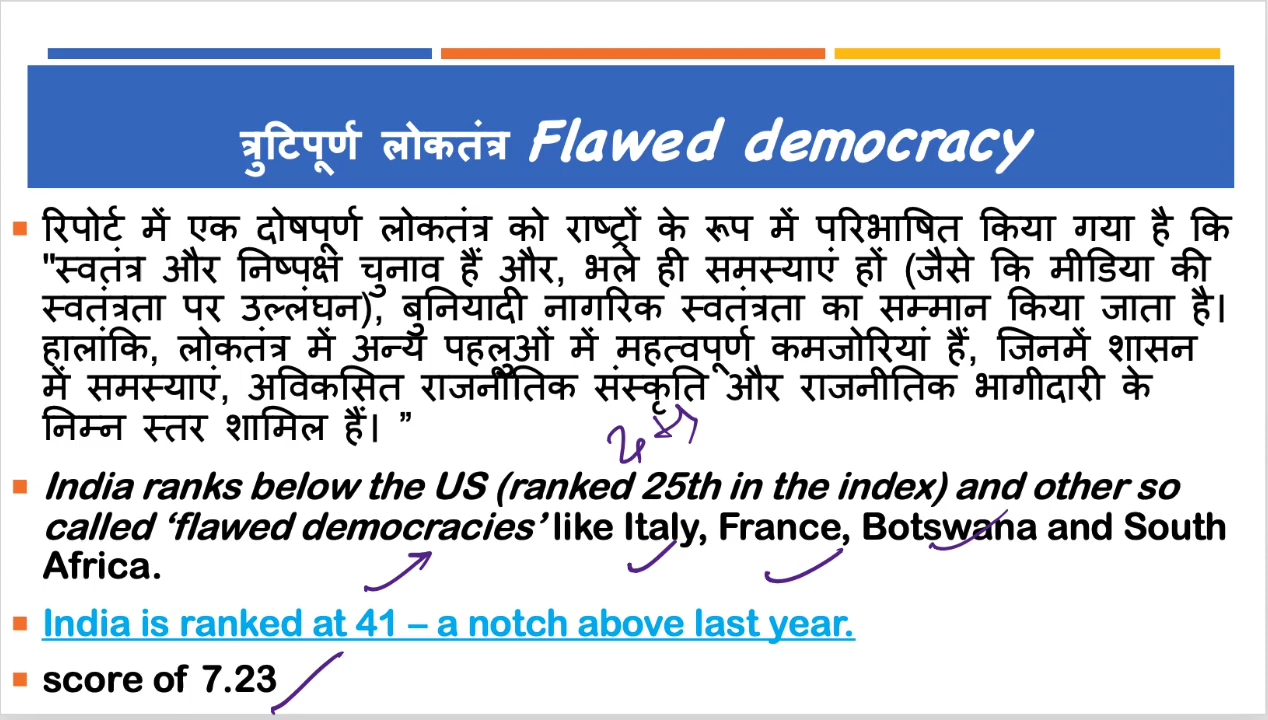 त्रुटिपूर्ण लोकतंत्र Flawed democracy
रिपोर्ट में एक दोषपूर्ण लोकतंत्र को राष्ट्रों के रूप में परिभाषित किया गया है कि
"स्वतंत्र और निष्पक्ष चुनाव हैं और, भले ही समस्याएं हों (जैसे कि मीडिया की
स्वतंत्रता पर उल्लंघन), बुनियादी नागरिक स्वतंत्रता का सम्मान किया जाता है।
हालांकि, लोकतंत्र में अन्य पहलुओं में महत्वपूर्ण कमजोरियां हैं, जिनमें शासन
में समस्याएं, अविकसित राजनीतिक संस्कृति और राजनीतिक भागीदारी के
निम्न स्तर शामिल हैं। ”
India ranks below the US (ranked 25th in the index) and other so
called ‘flawed democracies’ like Italy, France, Botswana and South
Africa.
India is ranked at 41 – a notch above last year.
score of 7.23